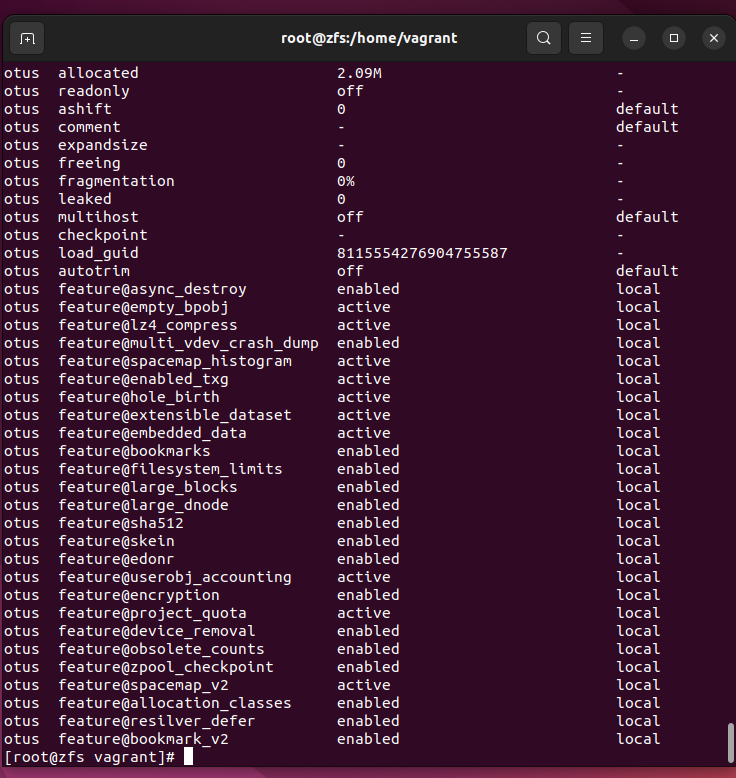 root@zfs:/home/vagrant
otus  allocated                      2.09M                          -
otus  readonly                       off                            -
otus  ashift                         0                              default
otus  comment                        -                              default
otus  expandsize                     -                              -
otus  freeing                        0                              -
otus  fragmentation                  0%                             -
otus  leaked                         0                              -
otus  multihost                      off                            default
otus  checkpoint                     -                              -
otus  load_guid                      8115554276904755587            -
otus  autotrim                       off                            default
otus  feature@async_destroy          enabled                        local
otus  feature@empty_bpobj            active                         local
otus  feature@lz4_compress           active                         local
otus  feature@multi_vdev_crash_dump  enabled                        local
otus  feature@spacemap_histogram     active                         local
otus  feature@enabled_txg            active                         local
otus  feature@hole_birth             active                         local
otus  feature@extensible_dataset     active                         local
otus  feature@embedded_data          active                         local
otus  feature@bookmarks              enabled                        local
otus  feature@filesystem_limits      enabled                        local
otus  feature@large_blocks           enabled                        local
otus  feature@large_dnode            enabled                        local
otus  feature@sha512                 enabled                        local
otus  feature@skein                  enabled                        local
otus  feature@edonr                  enabled                        local
otus  feature@userobj_accounting     active                         local
otus  feature@encryption             enabled                        local
otus  feature@project_quota          active                         local
otus  feature@device_removal         enabled                        local
otus  feature@obsolete_counts        enabled                        local
otus  feature@zpool_checkpoint       enabled                        local
otus  feature@spacemap_v2            active                         local
otus  feature@allocation_classes     enabled                        local
otus  feature@resilver_defer         enabled                        local
otus  feature@bookmark_v2            enabled                        local
[root@zfs vagrant]#